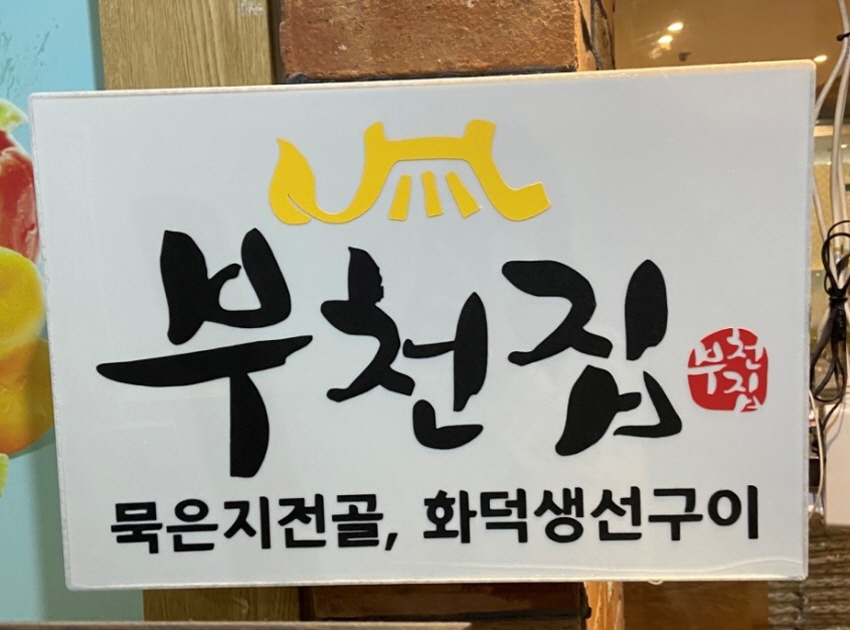 부천집
부천
집
묵은지전골, 화덕생선구이